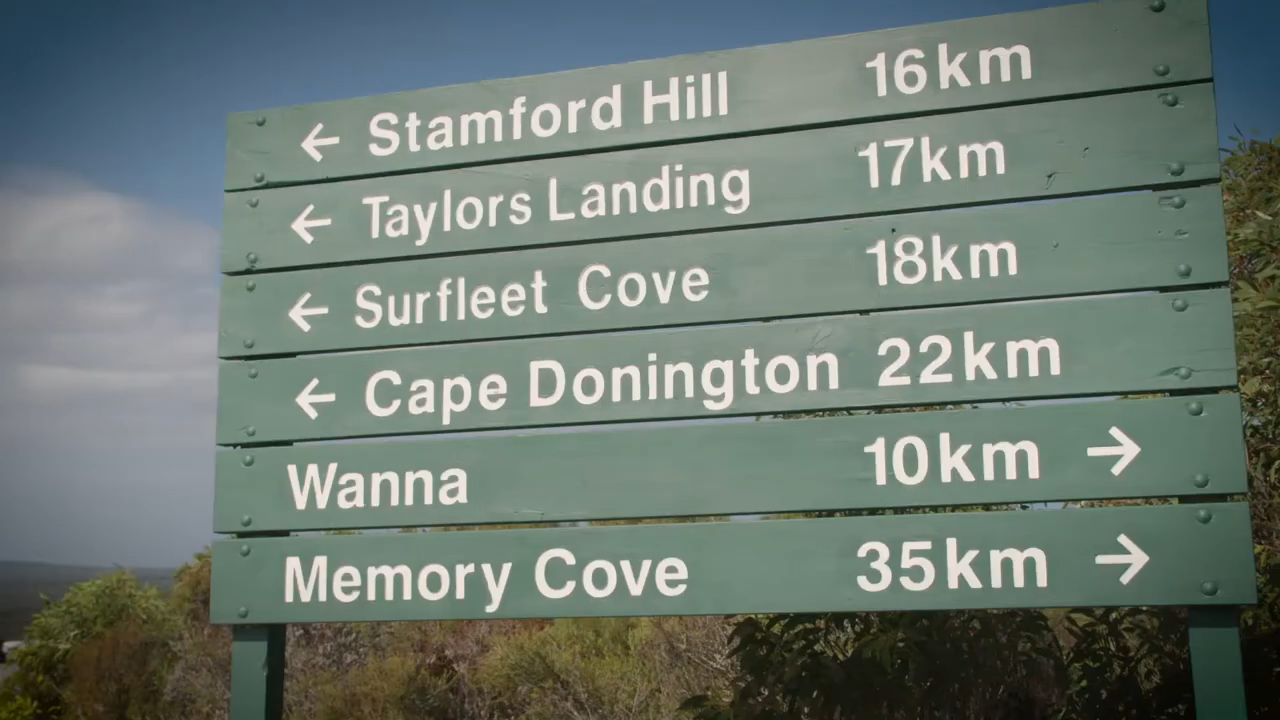 ← Stamford Hill 16km
← Taylors Landing 17km
← Surfleet Cove 18km
← Cape Donington 22km
Wanna 10km →
Memory Cove 35km →